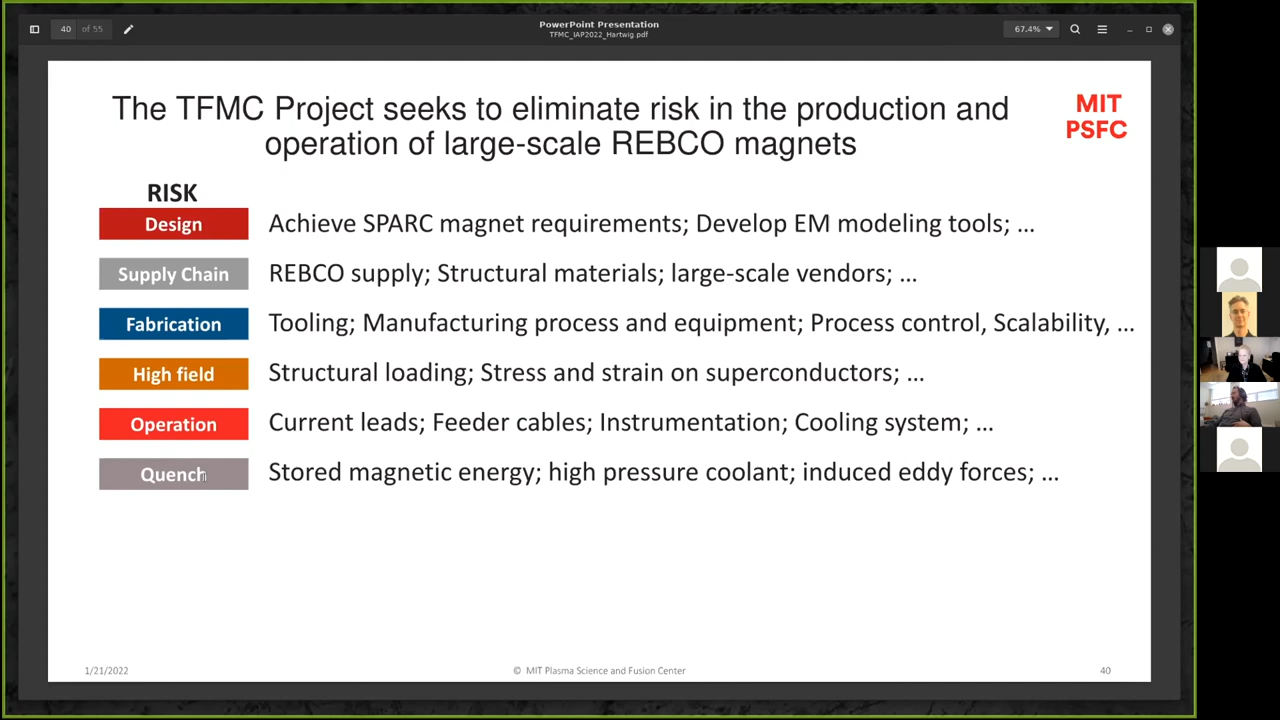 40 of 55
PowerPoint Presentation
TFMC_IAP2022_Hartwig.pdf
67.4%
The TFMC Project seeks to eliminate risk in the production and
operation of large-scale REBCO magnets
MIT
PSFC
RISK
Design Achieve SPARC magnet requirements; Develop EM modeling tools; ...
Supply Chain REBCO supply; Structural materials; large-scale vendors; ...
Fabrication Tooling; Manufacturing process and equipment; Process control, Scalability, ...
High field Structural loading; Stress and strain on superconductors; ...
Operation Current leads; Feeder cables; Instrumentation; Cooling system; ...
Quench Stored magnetic energy; high pressure coolant; induced eddy forces; ...
1/21/2022 © MIT Plasma Science and Fusion Center 40